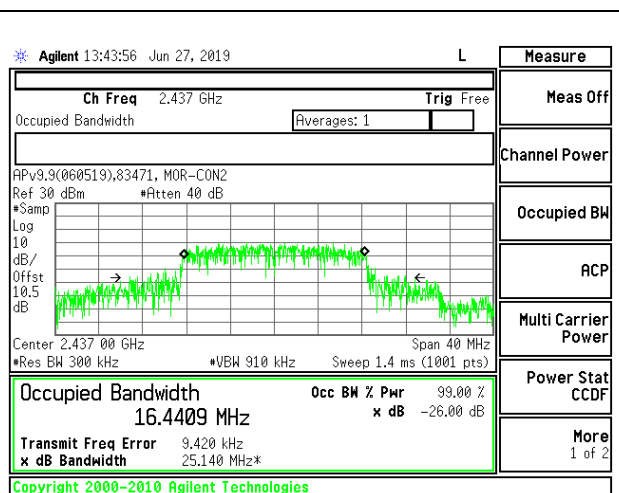 Agilent 13:43:56 Jun 27, 2019 L
Measure
Ch Freq 2.437 GHz Trig Free
Occupied Bandwidth Averages: 1
APv9.9(060519),83471, MOR-CON2
Ref 30 dBm #Atten 40 dB
#Samp
Log
10
dB/
Offst
10.5
dB
Center 2.437 00 GHz Span 40 MHz
#Res BW 300 kHz #VBW 910 kHz Sweep 1.4 ms (1001 pts)
Occupied Bandwidth Occ BW % Pwr 99.00 %
16.4409 MHz x dB -26.00 dB
Transmit Freq Error 9.420 kHz
x dB Bandwidth 25.140 MHz*
Copyright 2000-2010 Agilent Technologies
Meas Off
Channel Power
Occupied BW
ACP
Multi Carrier
Power
Power Stat
CCDF
More
1 of 2